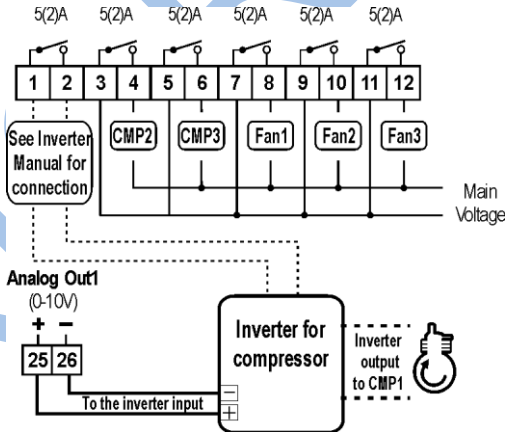 5(2)A 5(2)A 5(2)A 5(2)A 5(2)A 5(2)A
1 2 3 4 5 6 7 8 9 10 11 12
See Inverter
Manual for
connection
CMP2 CMP3 Fan1 Fan2 Fan3
Main
Voltage
Analog Out1
(0-10V)
+ −
25 26
Inverter for
compressor
Inverter
output
to CMP1
−
To the inverter input
+